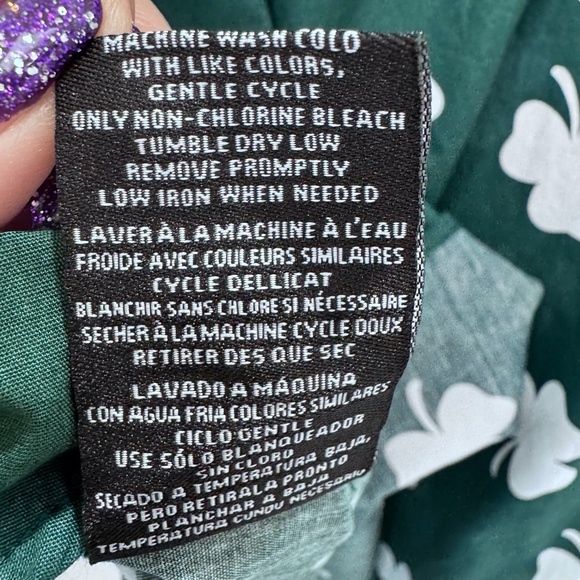 MACHINE WASH COLD
WITH LIKE COLORS,
GENTLE CYCLE
ONLY NON-CHLORINE BLEACH
TUMBLE DRY LOW
REMOVE PROMPTLY
LOW IRON WHEN NEEDED
LAVER À LA MACHINE À L'EAU
FROIDE AVEC COULEURS SIMILAIRES
CYCLE DELLICAT
BLANCHIR SANS CHLORE SI NÉCESSAIRE
SECHER À LA MACHINE CYCLE DOUX
RETIRER DES QUE SEC
LAVADO A MÁQUINA
CON AGUA FRIA COLORES SIMILARES
CICLO GENTLE
USE SÓLO BLANQUEADOR
SIN CLORO
SECADO A TEMPERATURA BAJA,
PERO RETIRALA PRONTO
PLANCHAR A BAJA
TEMPERATURA CUNDU NECESARIO